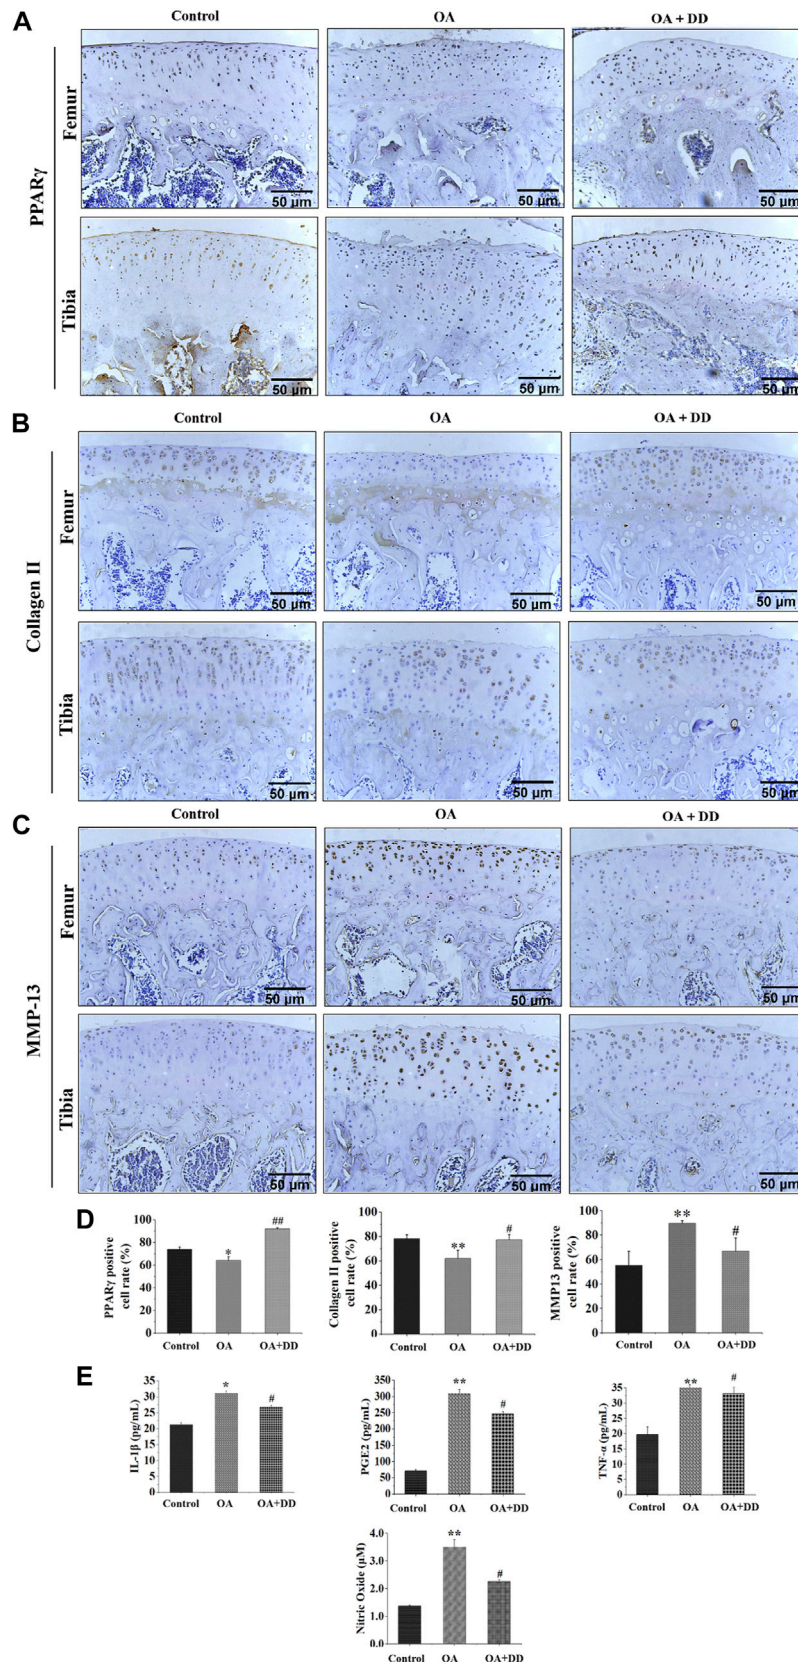 A
Control OA OA + DD
PPARγ
Femur
50 µm 50 µm 50 µm
Tibia
50 µm 50 µm 50 µm
B
Control OA OA + DD
Collagen II
Femur
50 µm 50 µm 50 µm
Tibia
50 µm 50 µm 50 µm
C
Control OA OA + DD
MMP-13
Femur
50 µm 50 µm 50 µm
Tibia
50 µm 50 µm 50 µm
D
PPARγ positive
cell rate (%)
100
80
60
40
20
0
* ##
Control OA OA+DD
Collagen II positive
cell rate (%)
100
80
60
40
20
0
** #
Control OA OA+DD
MMP13 positive
cell rate (%)
100
80
60
40
20
0
** #
Control OA OA+DD
E
IL-1β (pg/mL)
35
30
25
20
15
10
5
0
* #
Control OA OA+DD
PGE2 (pg/mL)
350
300
250
200
150
100
50
0
** #
Control OA OA+DD
TNF-α (pg/mL)
35
30
25
20
15
10
5
0
** #
Control OA OA+DD
Nitric Oxide (µM)
4.0
3.0
2.0
1.0
0.0
** #
Control OA OA+DD